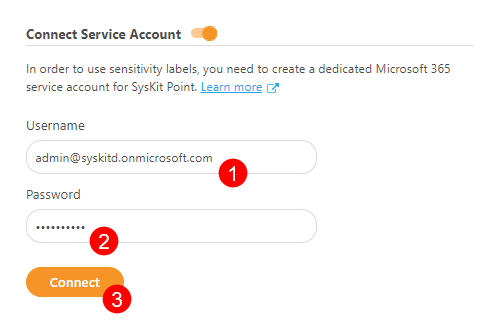 Connect Service Account
In order to use sensitivity labels, you need to create a dedicated Microsoft 365
service account for SysKit Point. Learn more
Username
admin@syskitd.onmicrosoft.com
1
Password
••••••••••
2
Connect
3